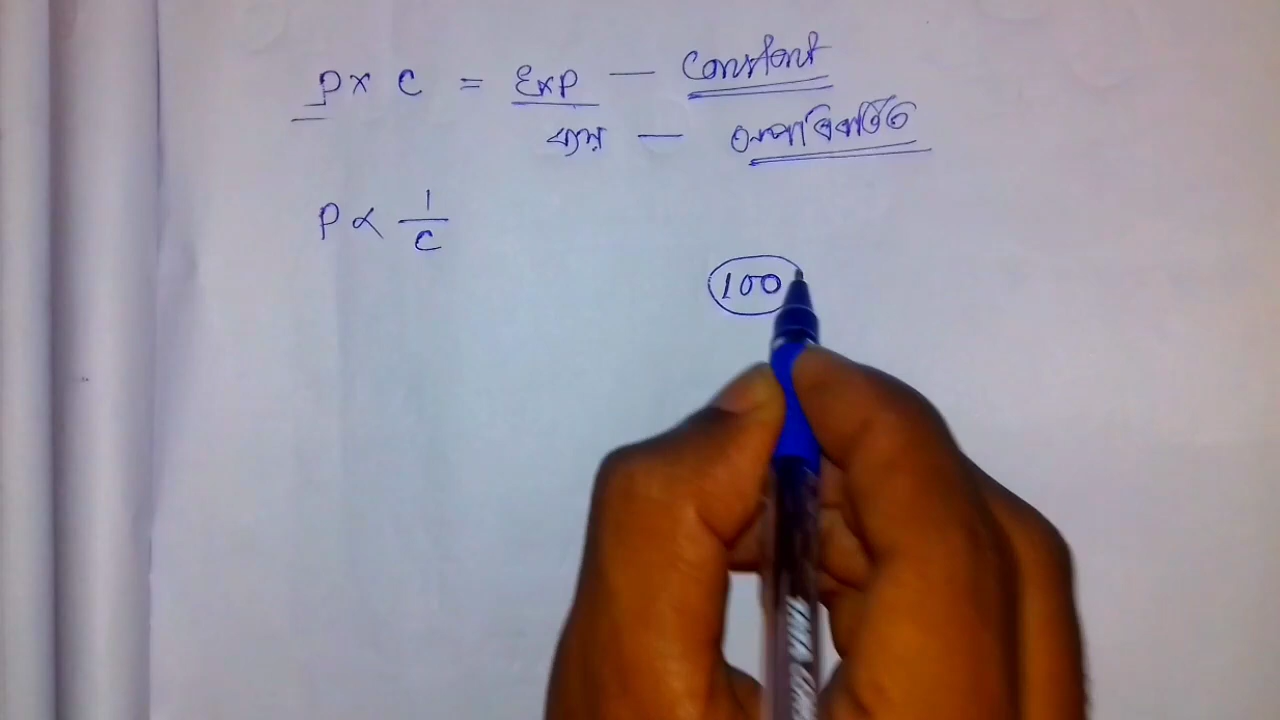 P × C = Exp — Constant
ব্যয় — অপরিবর্তিত
P ∝ 1/C
100